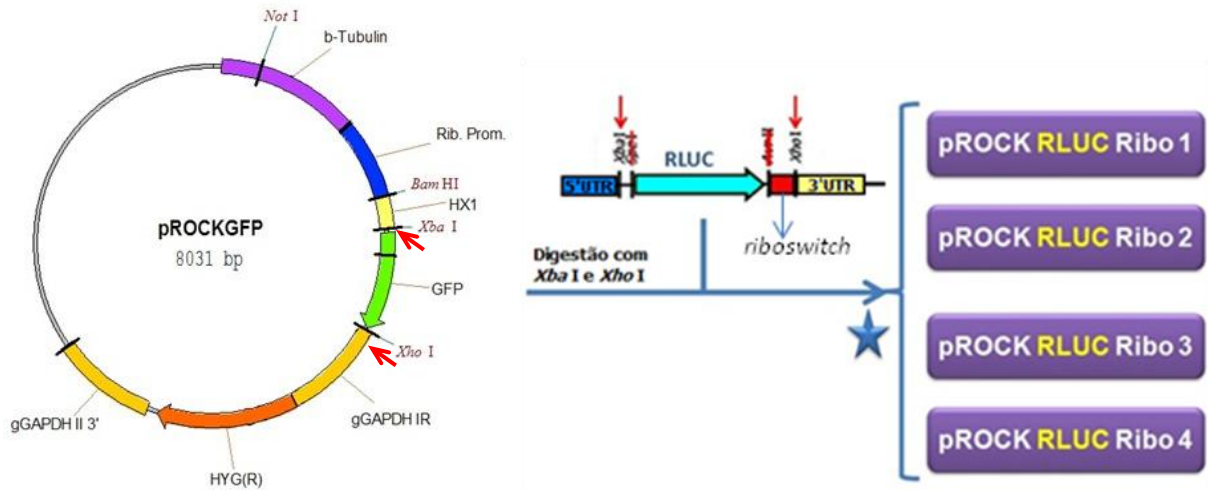 Not I
b-Tubulin
Rib. Prom.
Bam HI
HX1
Xba I
pROCKGFP
8031 bp
GFP
Xho I
gGAPDH IR
gGAPDH II 3'
HYG(R)
XbaI
XhoI
RLUC
5'UTR
3'UTR
riboswitch
Digestão com
Xba I e Xho I
pROCK RLUC Ribo 1
pROCK RLUC Ribo 2
pROCK RLUC Ribo 3
pROCK RLUC Ribo 4